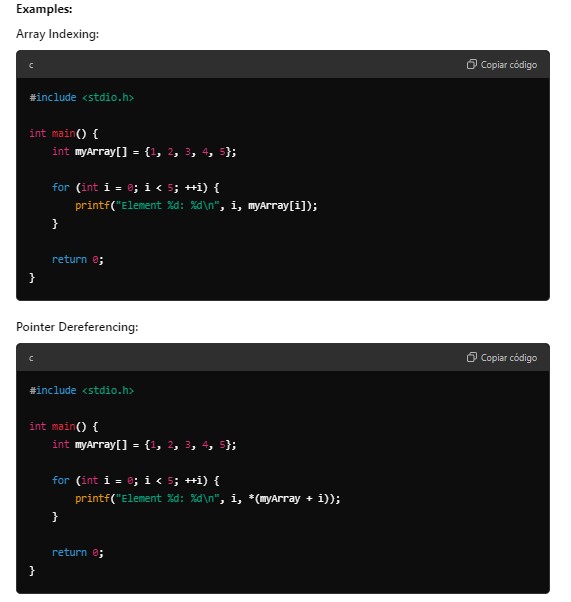 Examples:
Array Indexing:
c
Copiar código
#include <stdio.h>
int main() {
    int myArray[] = {1, 2, 3, 4, 5};
    for (int i = 0; i < 5; ++i) {
        printf("Element %d: %d\n", i, myArray[i]);
    }
    return 0;
}
Pointer Dereferencing:
c
Copiar código
#include <stdio.h>
int main() {
    int myArray[] = {1, 2, 3, 4, 5};
    for (int i = 0; i < 5; ++i) {
        printf("Element %d: %d\n", i, *(myArray + i));
    }
    return 0;
}